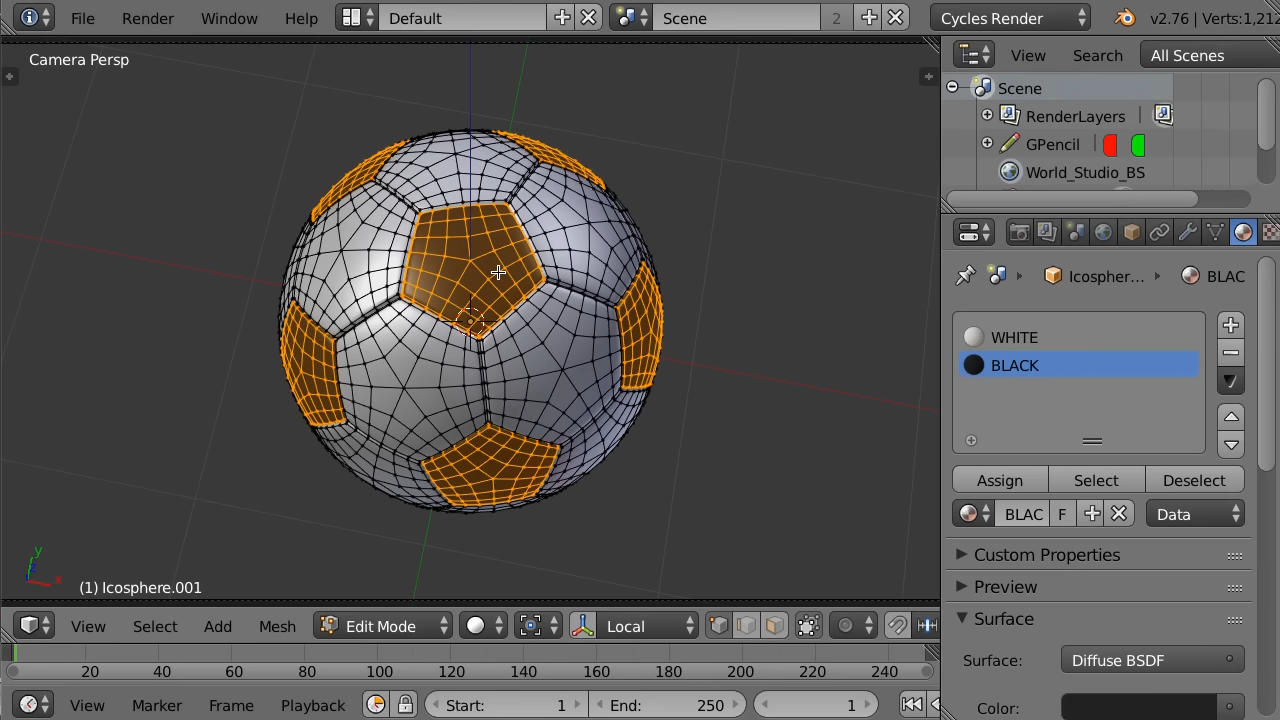 File Render Window Help Default Scene 2 Cycles Render v2.76 | Verts:1,212
Camera Persp
View Search All Scenes
Scene
RenderLayers
GPencil
World_Studio_BS
Icospher... BLAC
WHITE
BLACK
Assign Select Deselect
BLAC F Data
Custom Properties
Preview
Surface
Surface: Diffuse BSDF
Color:
y
z
x
(1) Icosphere.001
View Select Add Mesh Edit Mode Local
20 40 60 80 100 120 140 160 180 200 220 240
View Marker Frame Playback Start: 1 End: 250 1